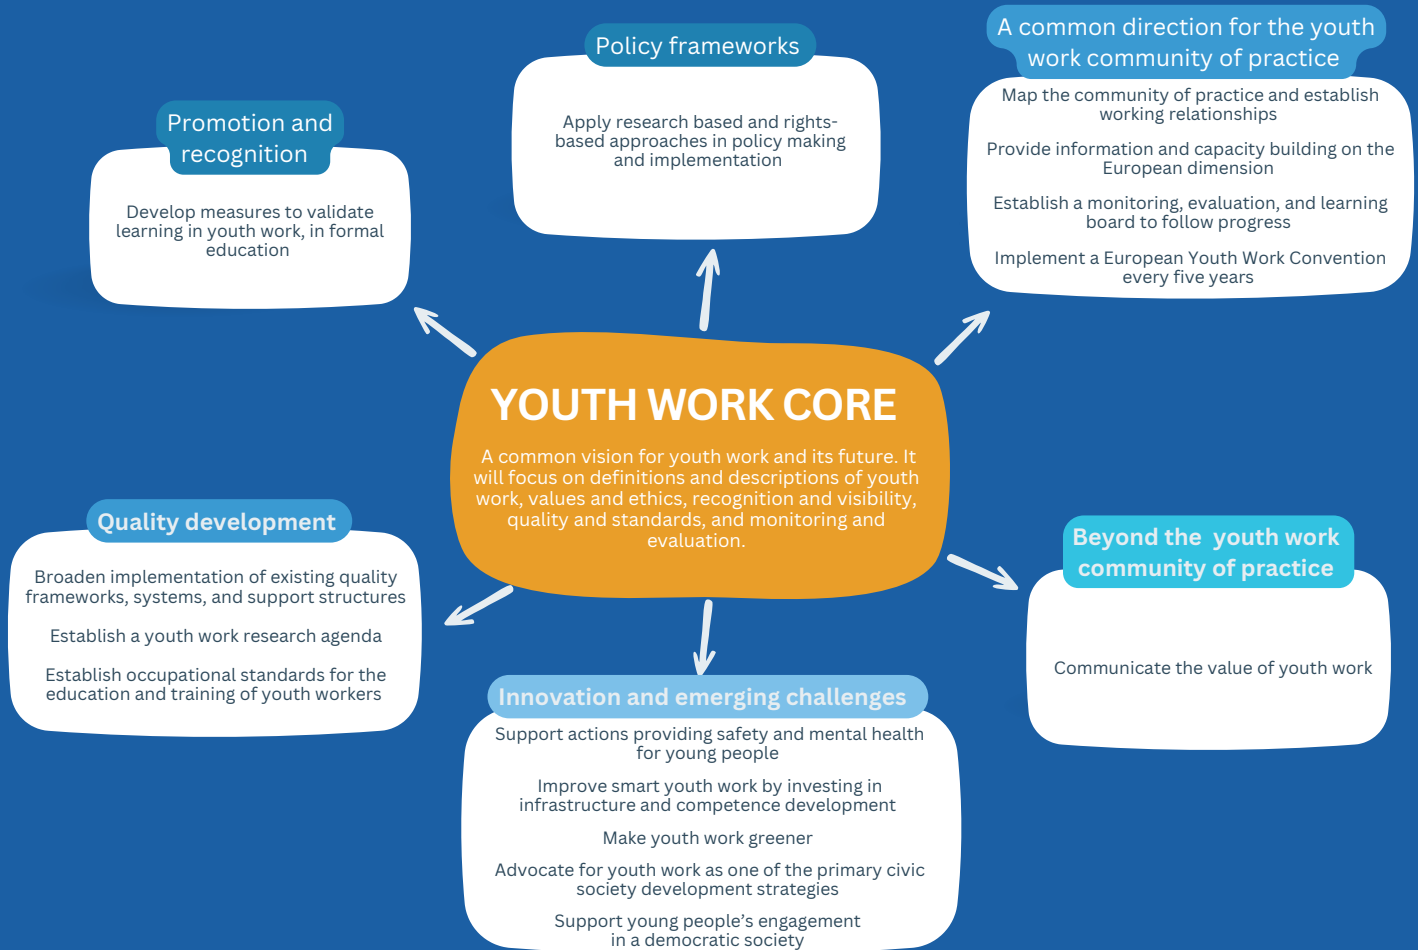 Policy frameworks
Apply research based and rights-
based approaches in policy making
and implementation
A common direction for the youth
work community of practice
Map the community of practice and establish
working relationships
Provide information and capacity building on the
European dimension
Establish a monitoring, evaluation, and learning
board to follow progress
Implement a European Youth Work Convention
every five years
Promotion and
recognition
Develop measures to validate
learning in youth work, in formal
education
YOUTH WORK CORE
A common vision for youth work and its future. It
will focus on definitions and descriptions of youth
work, values and ethics, recognition and visibility,
quality and standards, and monitoring and
evaluation.
Quality development
Broaden implementation of existing quality
frameworks, systems, and support structures
Establish a youth work research agenda
Establish occupational standards for the
education and training of youth workers
Beyond the youth work
community of practice
Communicate the value of youth work
Innovation and emerging challenges
Support actions providing safety and mental health
for young people
Improve smart youth work by investing in
infrastructure and competence development
Make youth work greener
Advocate for youth work as one of the primary civic
society development strategies
Support young people's engagement
in a democratic society